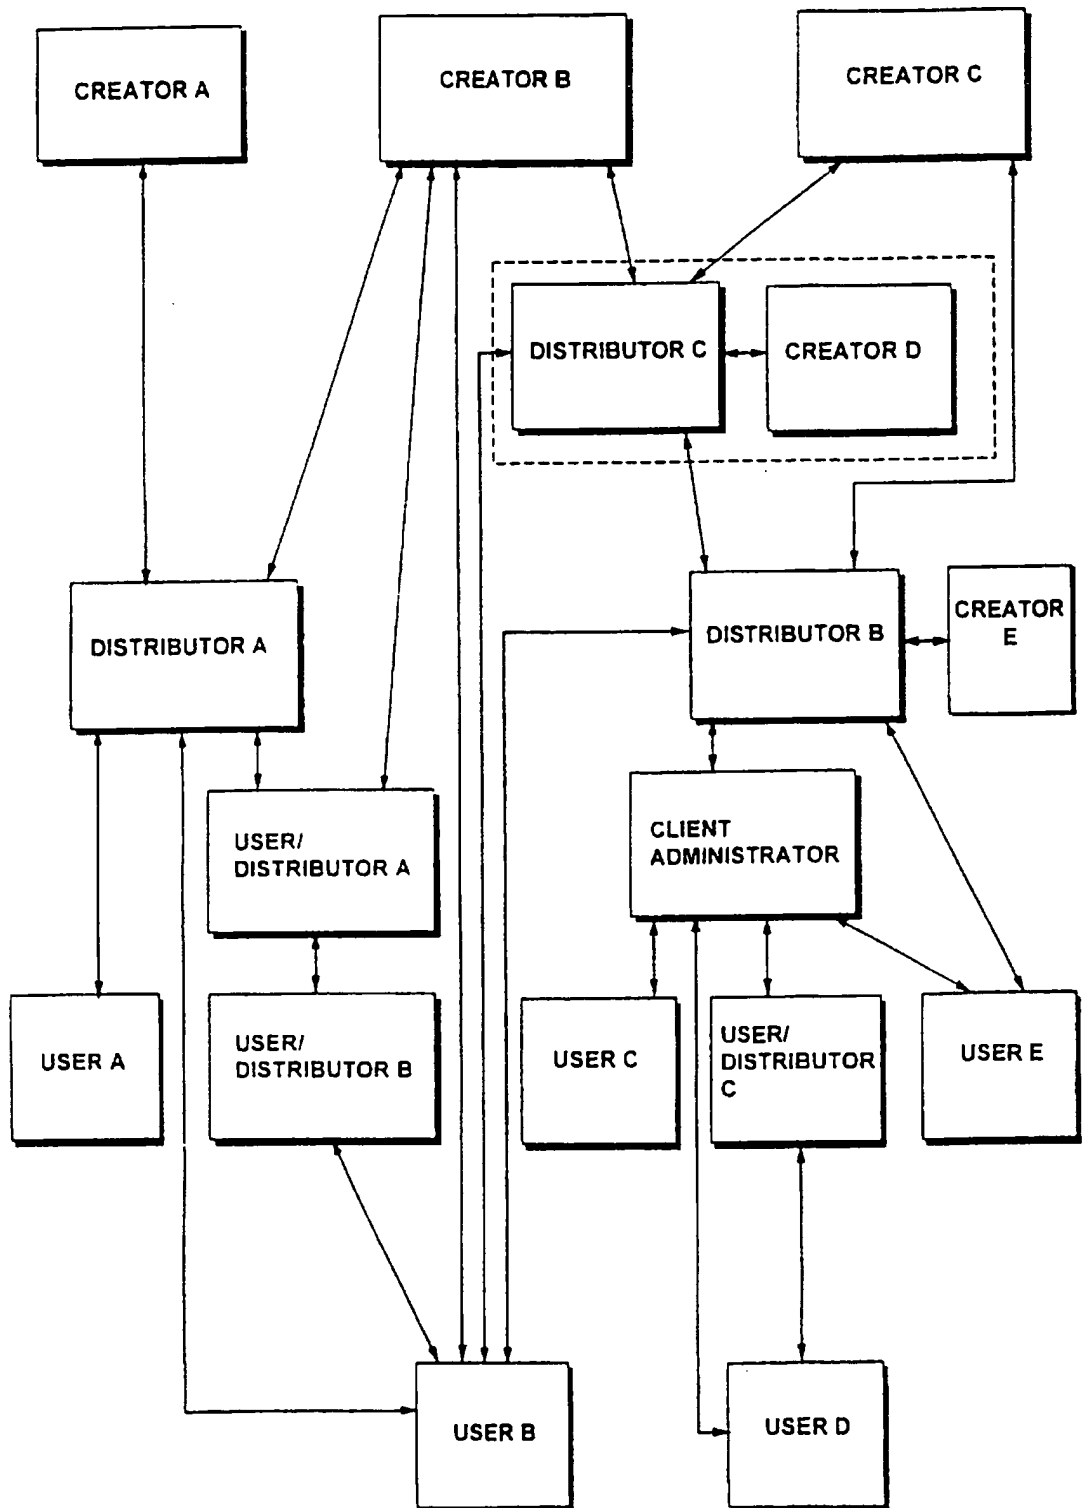 CREATOR A
CREATOR B
CREATOR C
DISTRIBUTOR C
CREATOR D
DISTRIBUTOR A
DISTRIBUTOR B
CREATOR
E
USER/
DISTRIBUTOR A
CLIENT
ADMINISTRATOR
USER A
USER/
DISTRIBUTOR B
USER C
USER/
DISTRIBUTOR
C
USER E
USER B
USER D